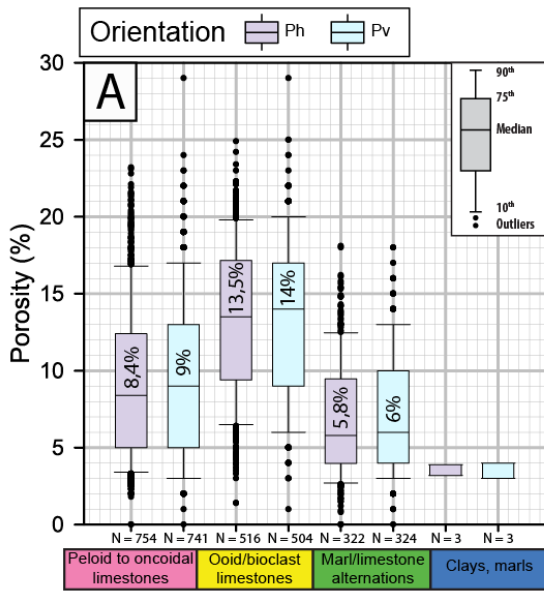 Orientation Ph Pv
A
90th
75th
Median
10th
Outliers
Porosity (%)
30
25
20
15
10
5
0
8,4%
9%
13,5%
14%
5,8%
6%
N = 754 N = 741 N = 516 N = 504 N = 322 N = 324 N = 3 N = 3
Peloid to oncoidal
limestones
Ooid/bioclast
limestones
Marl/limestone
alternations
Clays, marls